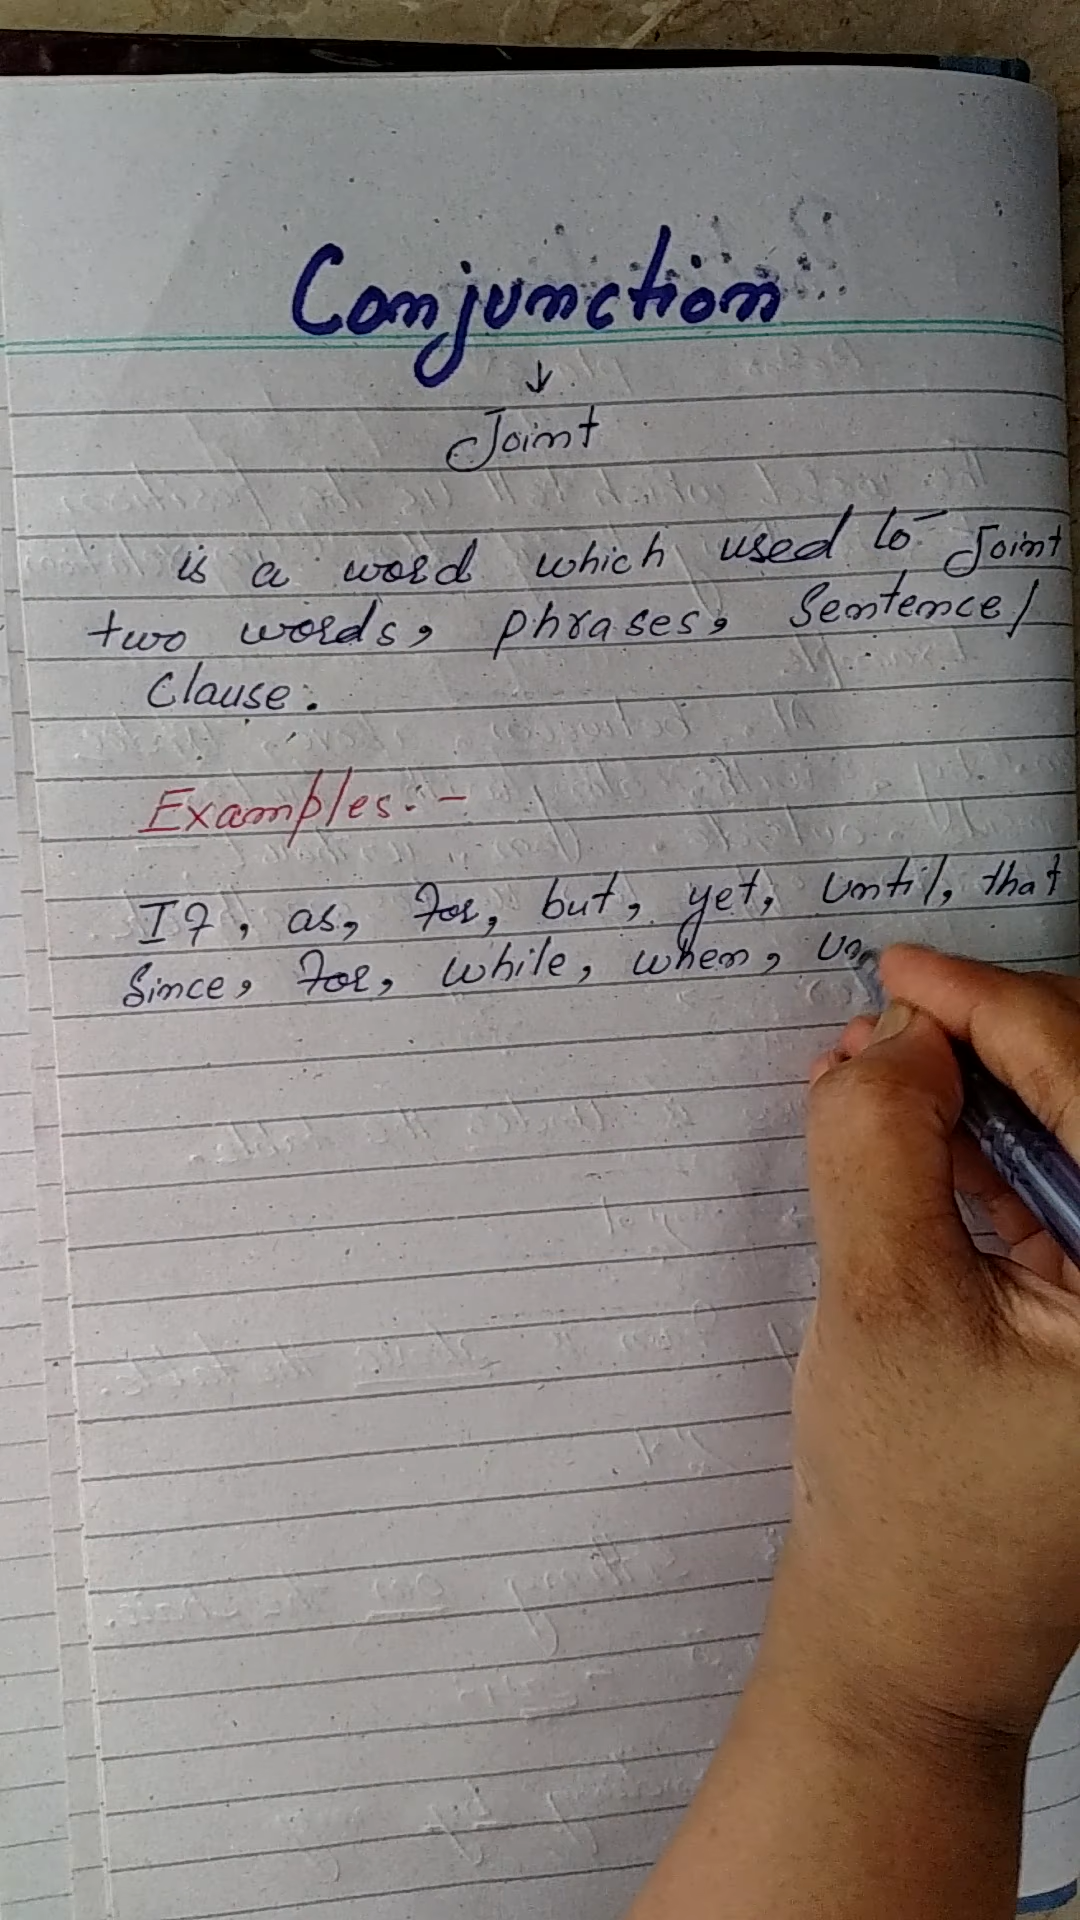 Conjunction
↓
Joint
is a word which used to Joint
two words, phrases, Sentence/
Clause.
Examples:-
If, as, For, but, yet, Until, that
Since, For, while, when, Un